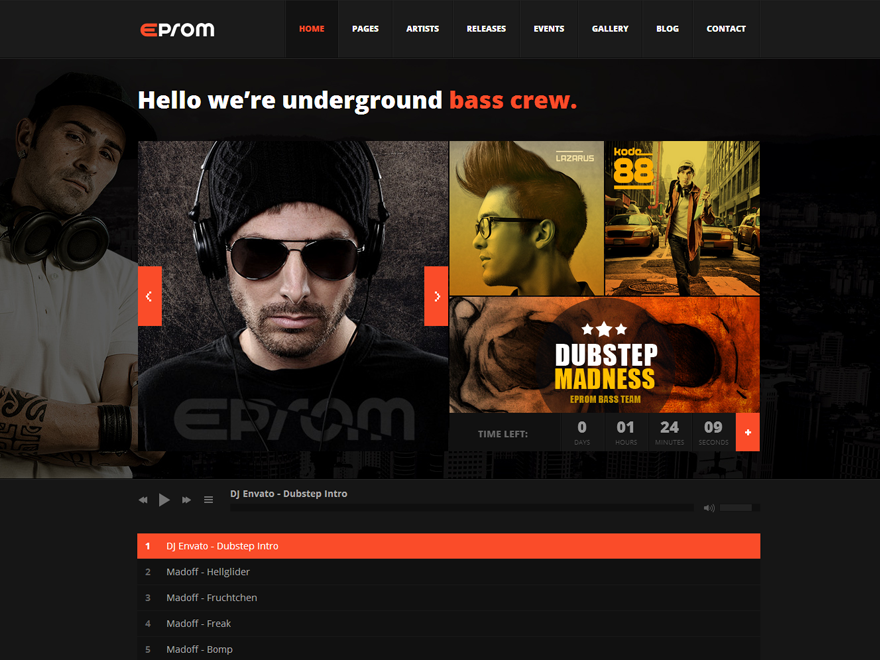 EPROM
HOME PAGES ARTISTS RELEASES EVENTS GALLERY BLOG CONTACT
Hello we're underground bass crew.
LAZARUS
kode
88
DUBSTEP
MADNESS
EPROM BASS TEAM
EPROM
TIME LEFT: 0 01 24 09
DAYS HOURS MINUTES SECONDS
DJ Envato - Dubstep Intro
1 DJ Envato - Dubstep Intro
2 Madoff - Hellglider
3 Madoff - Fruchtchen
4 Madoff - Freak
5 Madoff - Bomp